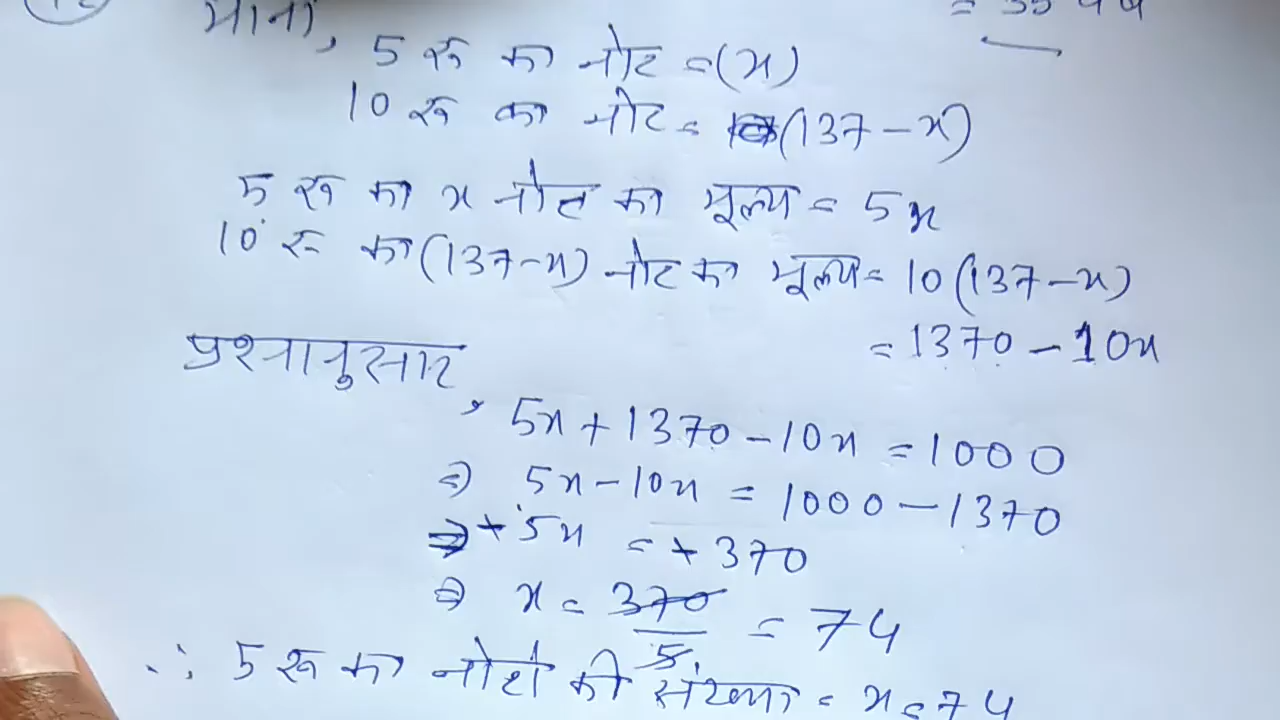 माना,
5 रू का नोट = (x)
10 रू का नोट = (137-x)
5 रू का x नोट का मूल्य = 5x
10 रू का (137-x) नोट का मूल्य = 10(137-x)
= 1370-10x
प्रश्नानुसार,
5x+1370-10x = 1000
⇒ 5x-10x = 1000-1370
⇒ +5x = +370
⇒ x = 370/5 = 74
∴ 5 रू का नोटो की संख्या = x = 74